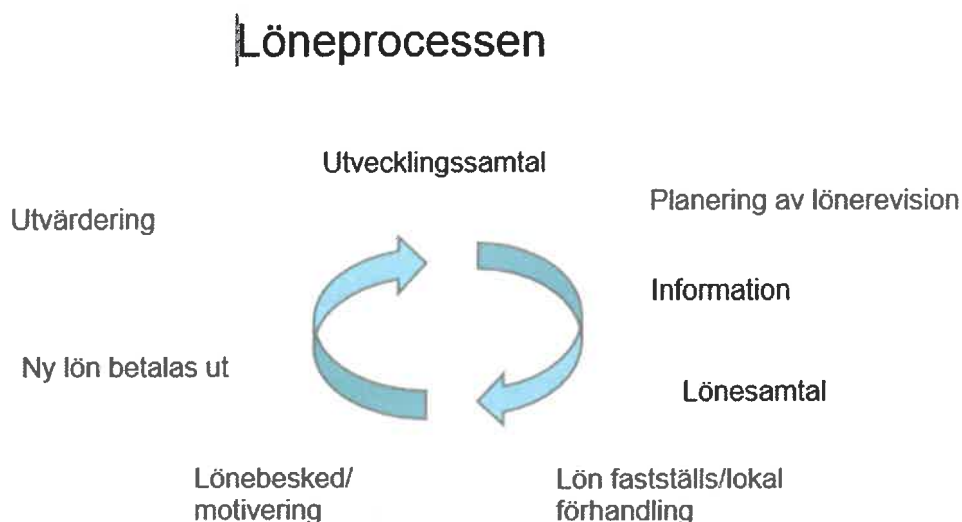 Löneprocessen
Utvecklingssamtal
Planering av lönerevision
Utvärdering
Information
Ny lön betalas ut
Lönesamtal
Lönebesked/
motivering
Lön fastställs/lokal
förhandling